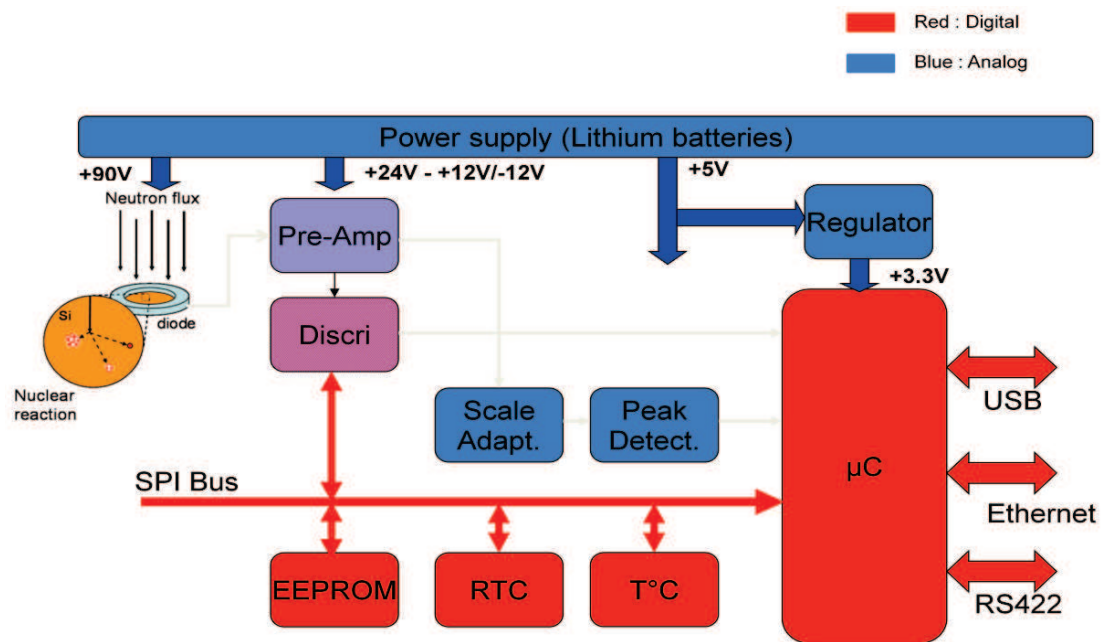 Red : Digital
Blue : Analog
Power supply (Lithium batteries)
+90V
+24V - +12V/-12V
+5V
Neutron flux
Pre-Amp
Regulator
+3.3V
Si
diode
Discri
Nuclear
reaction
Scale
Adapt.
Peak
Detect.
µC
USB
SPI Bus
Ethernet
EEPROM
RTC
T°C
RS422